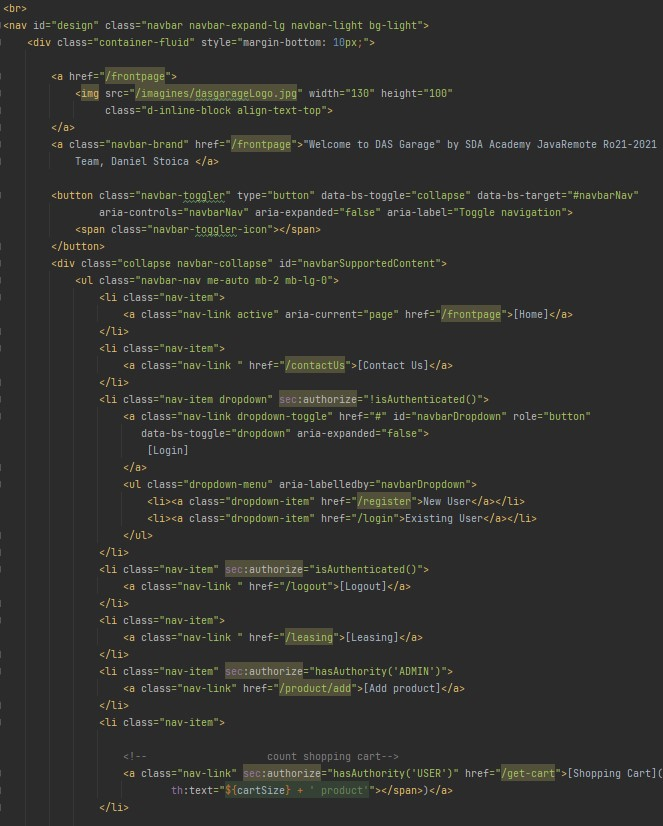 <br>
<nav id="design" class="navbar navbar-expand-lg navbar-light bg-light">
<div class="container-fluid" style="margin-bottom: 10px;">
<a href="/frontpage">
<img src="/imagines/dasgarageLogo.jpg" width="130" height="100"
class="d-inline-block align-text-top">
</a>
<a class="navbar-brand" href="/frontpage">"Welcome to DAS Garage" by SDA Academy JavaRemote Ro21-2021
Team, Daniel Stoica </a>
<button class="navbar-toggler" type="button" data-bs-toggle="collapse" data-bs-target="#navbarNav"
aria-controls="navbarNav" aria-expanded="false" aria-label="Toggle navigation">
<span class="navbar-toggler-icon"></span>
</button>
<div class="collapse navbar-collapse" id="navbarSupportedContent">
<ul class="navbar-nav me-auto mb-2 mb-lg-0">
<li class="nav-item">
<a class="nav-link active" aria-current="page" href="/frontpage">[Home]</a>
</li>
<li class="nav-item">
<a class="nav-link " href="/contactUs">[Contact Us]</a>
</li>
<li class="nav-item dropdown" sec:authorize="!isAuthenticated()">
<a class="nav-link dropdown-toggle" href="#" id="navbarDropdown" role="button"
data-bs-toggle="dropdown" aria-expanded="false">
[Login]
</a>
<ul class="dropdown-menu" aria-labelledby="navbarDropdown">
<li><a class="dropdown-item" href="/register">New User</a></li>
<li><a class="dropdown-item" href="/login">Existing User</a></li>
</ul>
</li>
<li class="nav-item" sec:authorize="isAuthenticated()">
<a class="nav-link " href="/logout">[Logout]</a>
</li>
<li class="nav-item">
<a class="nav-link " href="/leasing">[Leasing]</a>
</li>
<li class="nav-item" sec:authorize="hasAuthority('ADMIN')">
<a class="nav-link" href="/product/add">[Add product]</a>
</li>
<li class="nav-item">
<!-- count shopping cart-->
<a class="nav-link" sec:authorize="hasAuthority('USER')" href="/get-cart">[Shopping Cart](
th:text="${cartSize} + ' product'"></span>)</a>
</li>